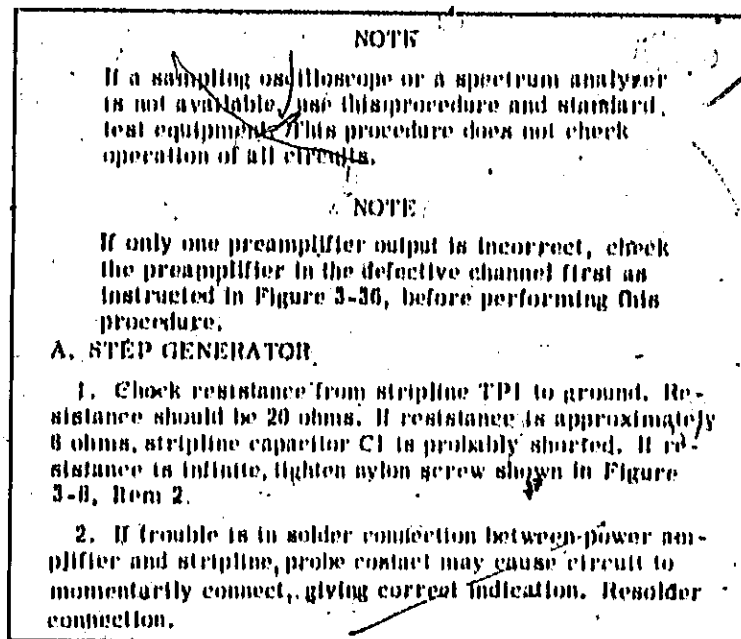 NOTE
If a sampling oscilloscope or a spectrum analyzer
is not available, use this procedure and standard
test equipment. This procedure does not check
operation of all circuits.
NOTE
If only one preamplifier output is incorrect, check
the preamplifier in the defective channel first as
instructed in Figure 3-36, before performing this
procedure.
A. STEP GENERATOR
1. Check resistance from stripline TP1 to ground. Re-
sistance should be 20 ohms. If resistance is approximately
8 ohms, stripline capacitor C1 is probably shorted. If re-
sistance is infinite, tighten nylon screw shown in Figure
3-8, Item 2.
2. If trouble is in solder connection between power am-
plifier and stripline, probe contact may cause circuit to
momentarily connect, giving correct indication. Resolder
connection.